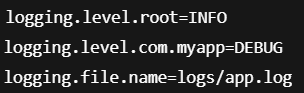 logging.level.root=INFO
logging.level.com.myapp=DEBUG
logging.file.name=logs/app.log